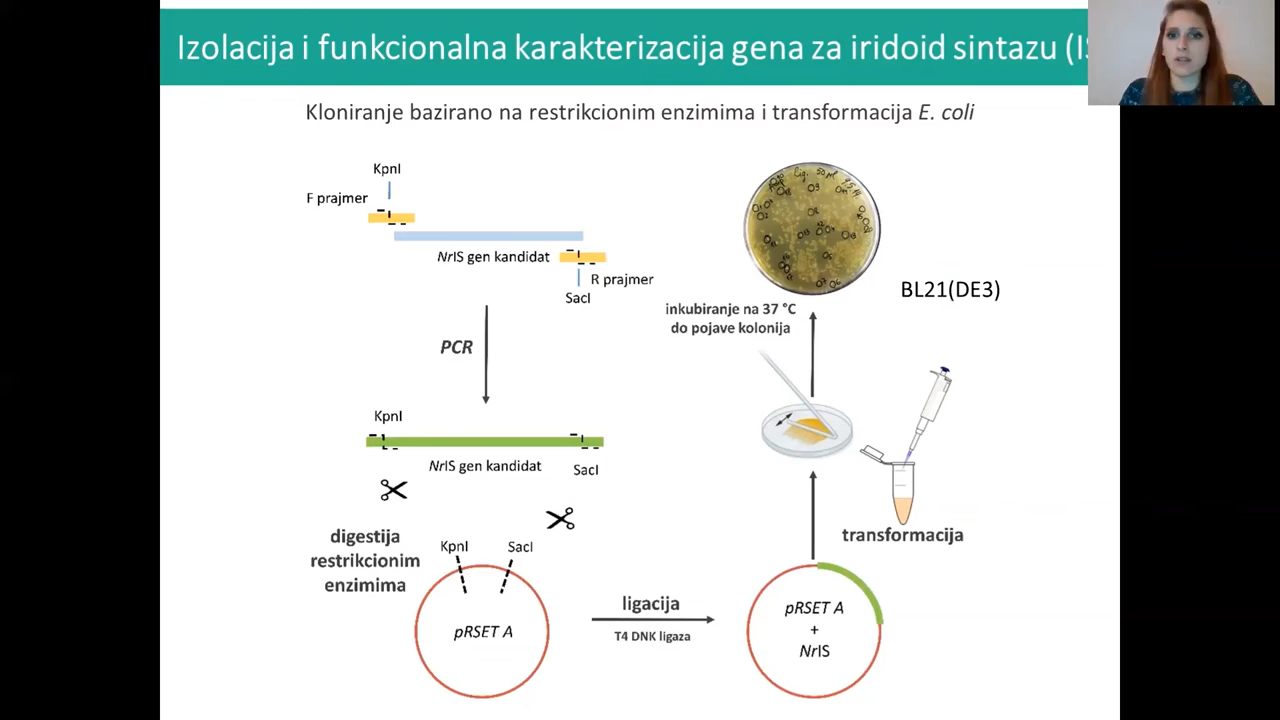 Izolacija i funkcionalna karakterizacija gena za iridoid sintazu (
Kloniranje bazirano na restrikcionim enzimima i transformacija E. coli
KpnI
F prajmer
NrIS gen kandidat
R prajmer
SacI
PCR
KpnI
NrIS gen kandidat
SacI
digestija
restrikcionim
enzimima
KpnI
SacI
pRSET A
ligacija
T4 DNK ligaza
pRSET A
+
NrIS
transformacija
inkubiranje na 37 °C
do pojave kolonija
BL21(DE3)